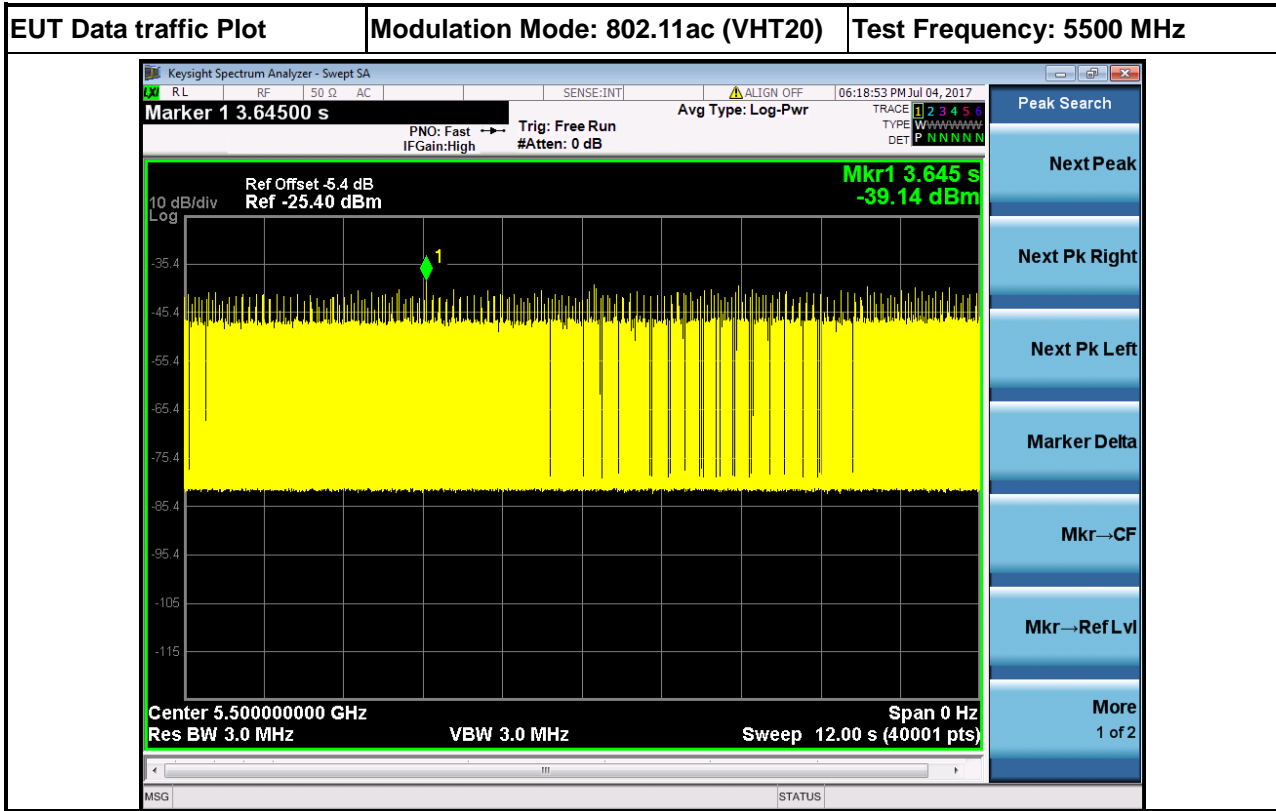 EUT Data traffic Plot Modulation Mode: 802.11ac (VHT20) Test Frequency: 5500 MHz
Keysight Spectrum Analyzer - Swept SA
LXI RL RF 50 Ω AC SENSE:INT ALIGN OFF 06:18:53 PM Jul 04, 2017
Marker 1 3.64500 s
PNO: Fast
IFGain:High
Trig: Free Run
#Atten: 0 dB
Avg Type: Log-Pwr
TRACE 1 2 3 4 5 6
TYPE WWWWWW
DET P N N N N N
Peak Search
Next Peak
Next Pk Right
Next Pk Left
Marker Delta
Mkr→CF
Mkr→Ref Lvl
More
1 of 2
Mkr1 3.645 s
-39.14 dBm
Ref Offset -5.4 dB
10 dB/div Ref -25.40 dBm
Log
1
-35.4
-45.4
-55.4
-65.4
-75.4
-85.4
-95.4
-105
-115
Center 5.500000000 GHz Span 0 Hz
Res BW 3.0 MHz VBW 3.0 MHz Sweep 12.00 s (40001 pts)
MSG STATUS